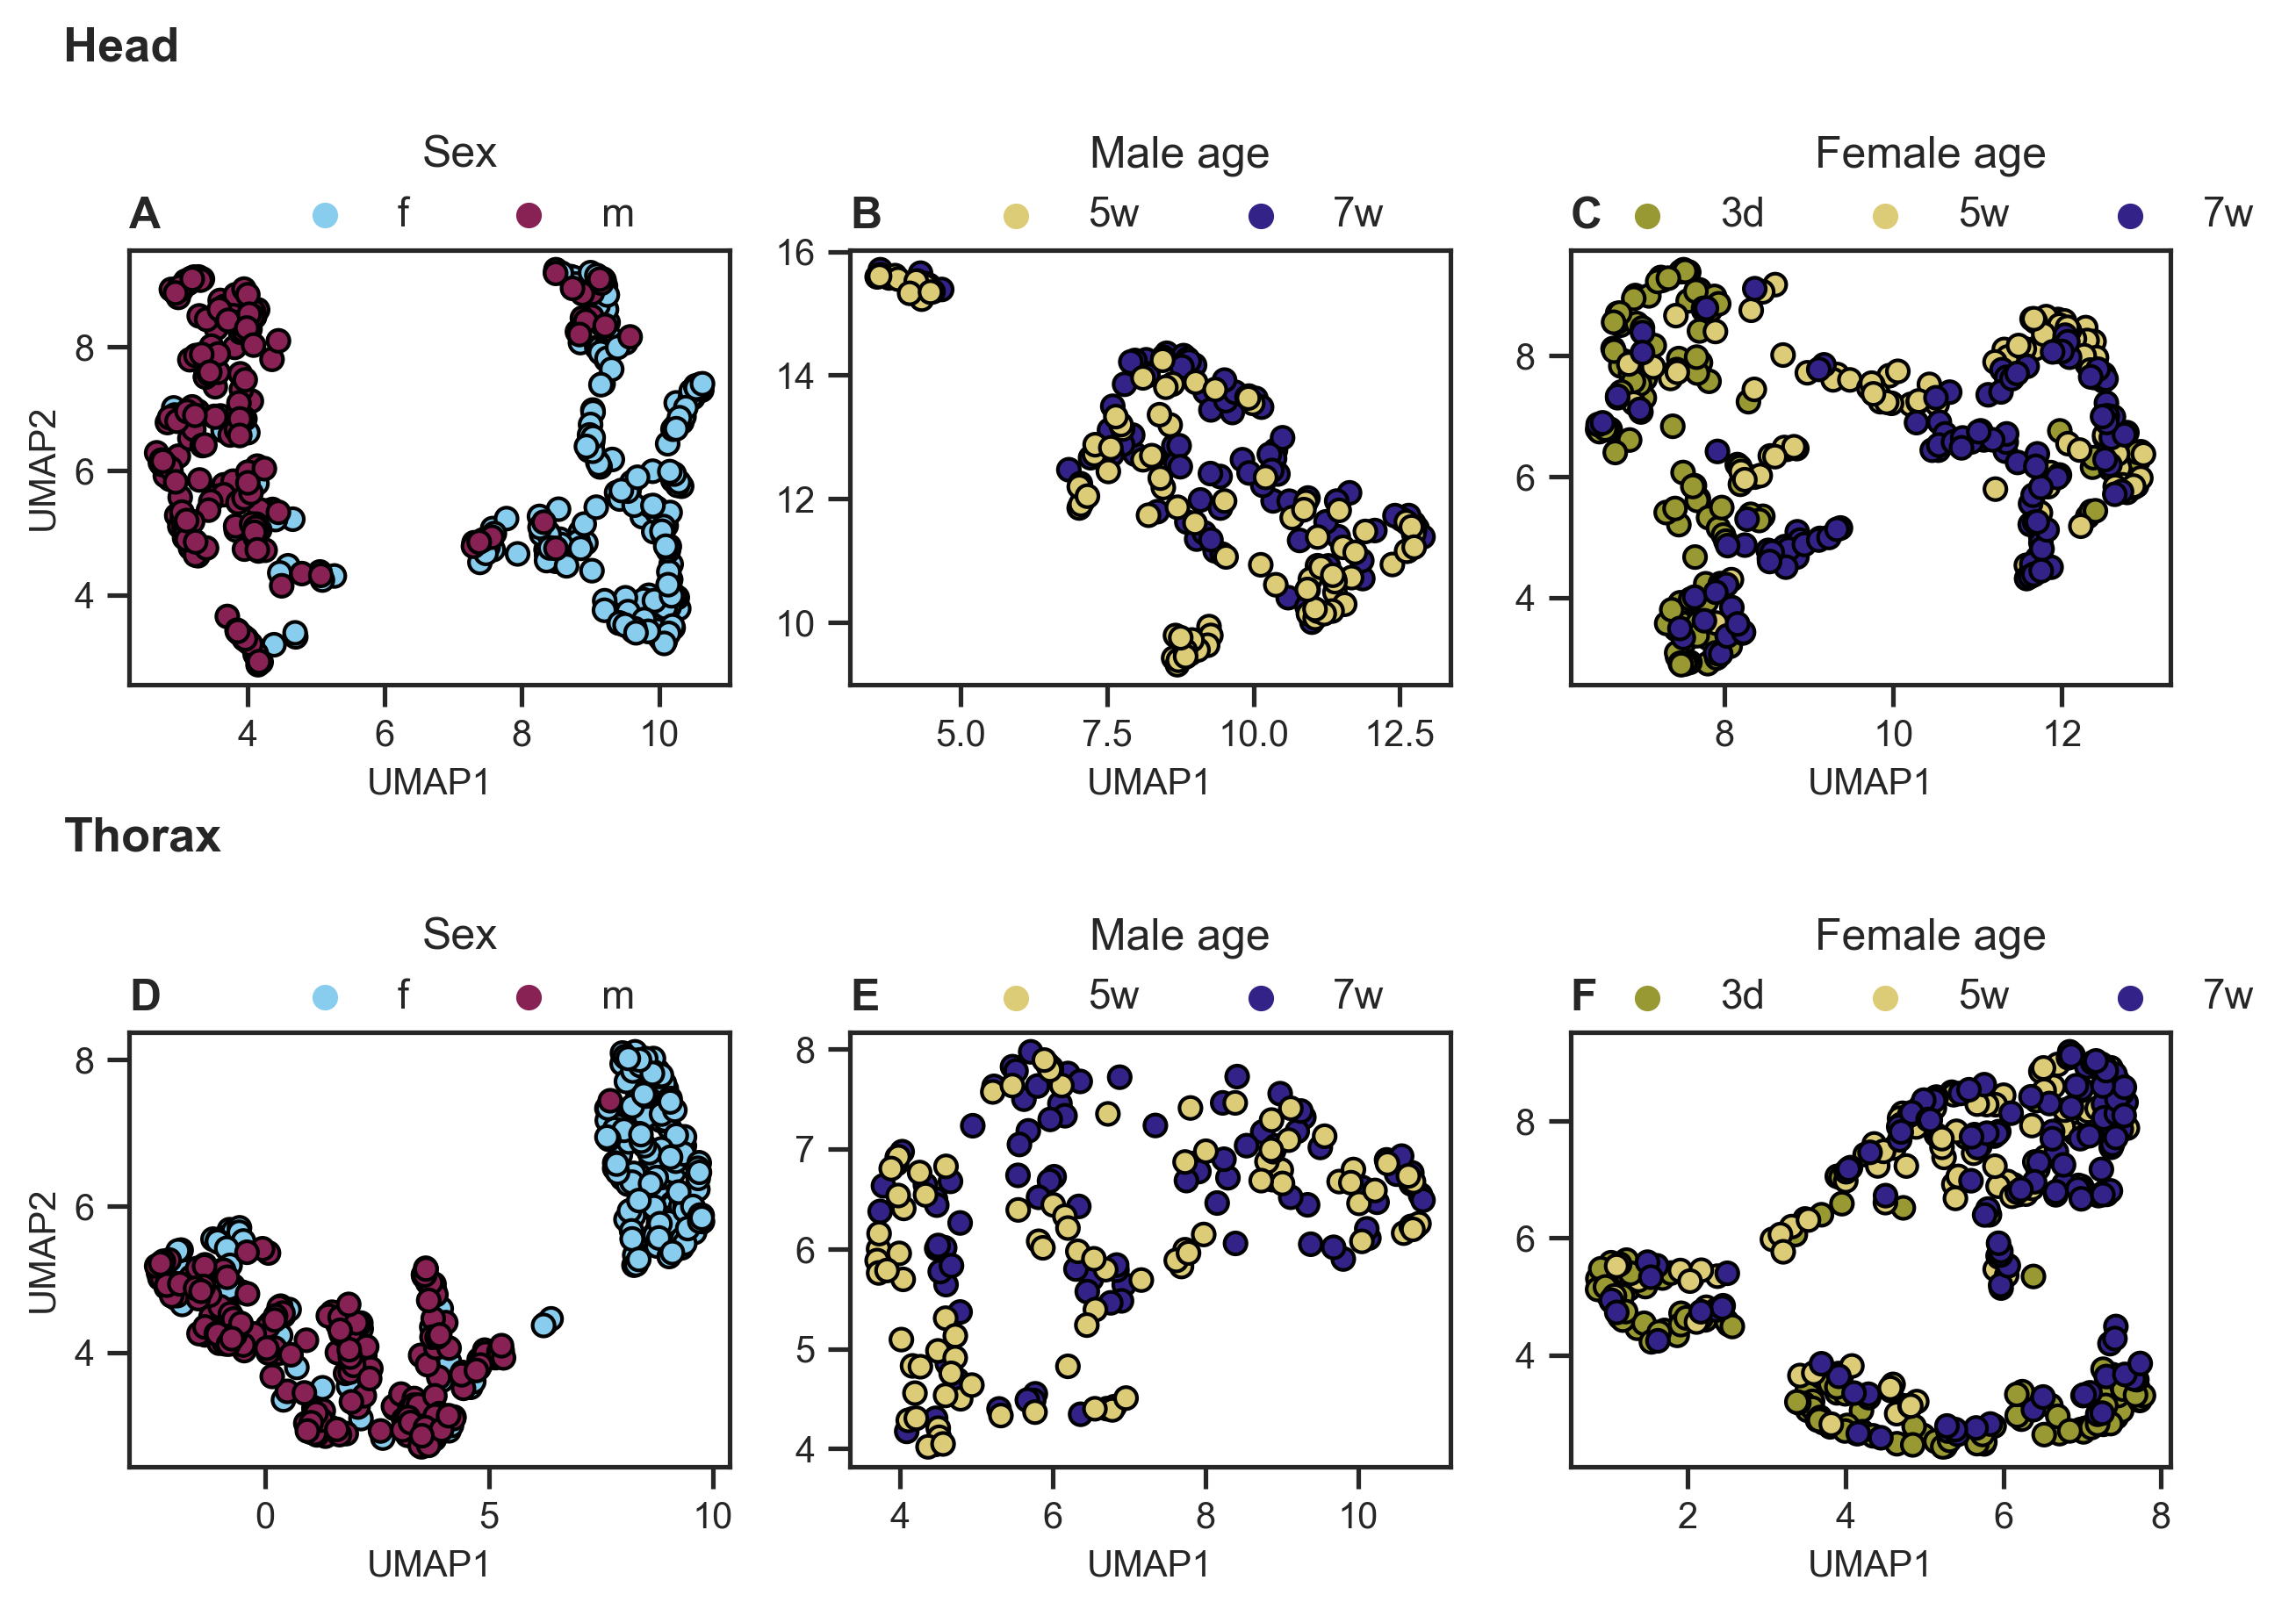 Head
Sex Male age Female age
A f m B 5w 7w C 3d 5w 7w
UMAP2
8
6
4
4 6 8 10
UMAP1
16
14
12
10
5.0 7.5 10.0 12.5
UMAP1
8
6
4
8 10 12
UMAP1
Thorax
Sex Male age Female age
D f m E 5w 7w F 3d 5w 7w
UMAP2
8
6
4
0 5 10
UMAP1
8
7
6
5
4
4 6 8 10
UMAP1
8
6
4
2 4 6 8
UMAP1